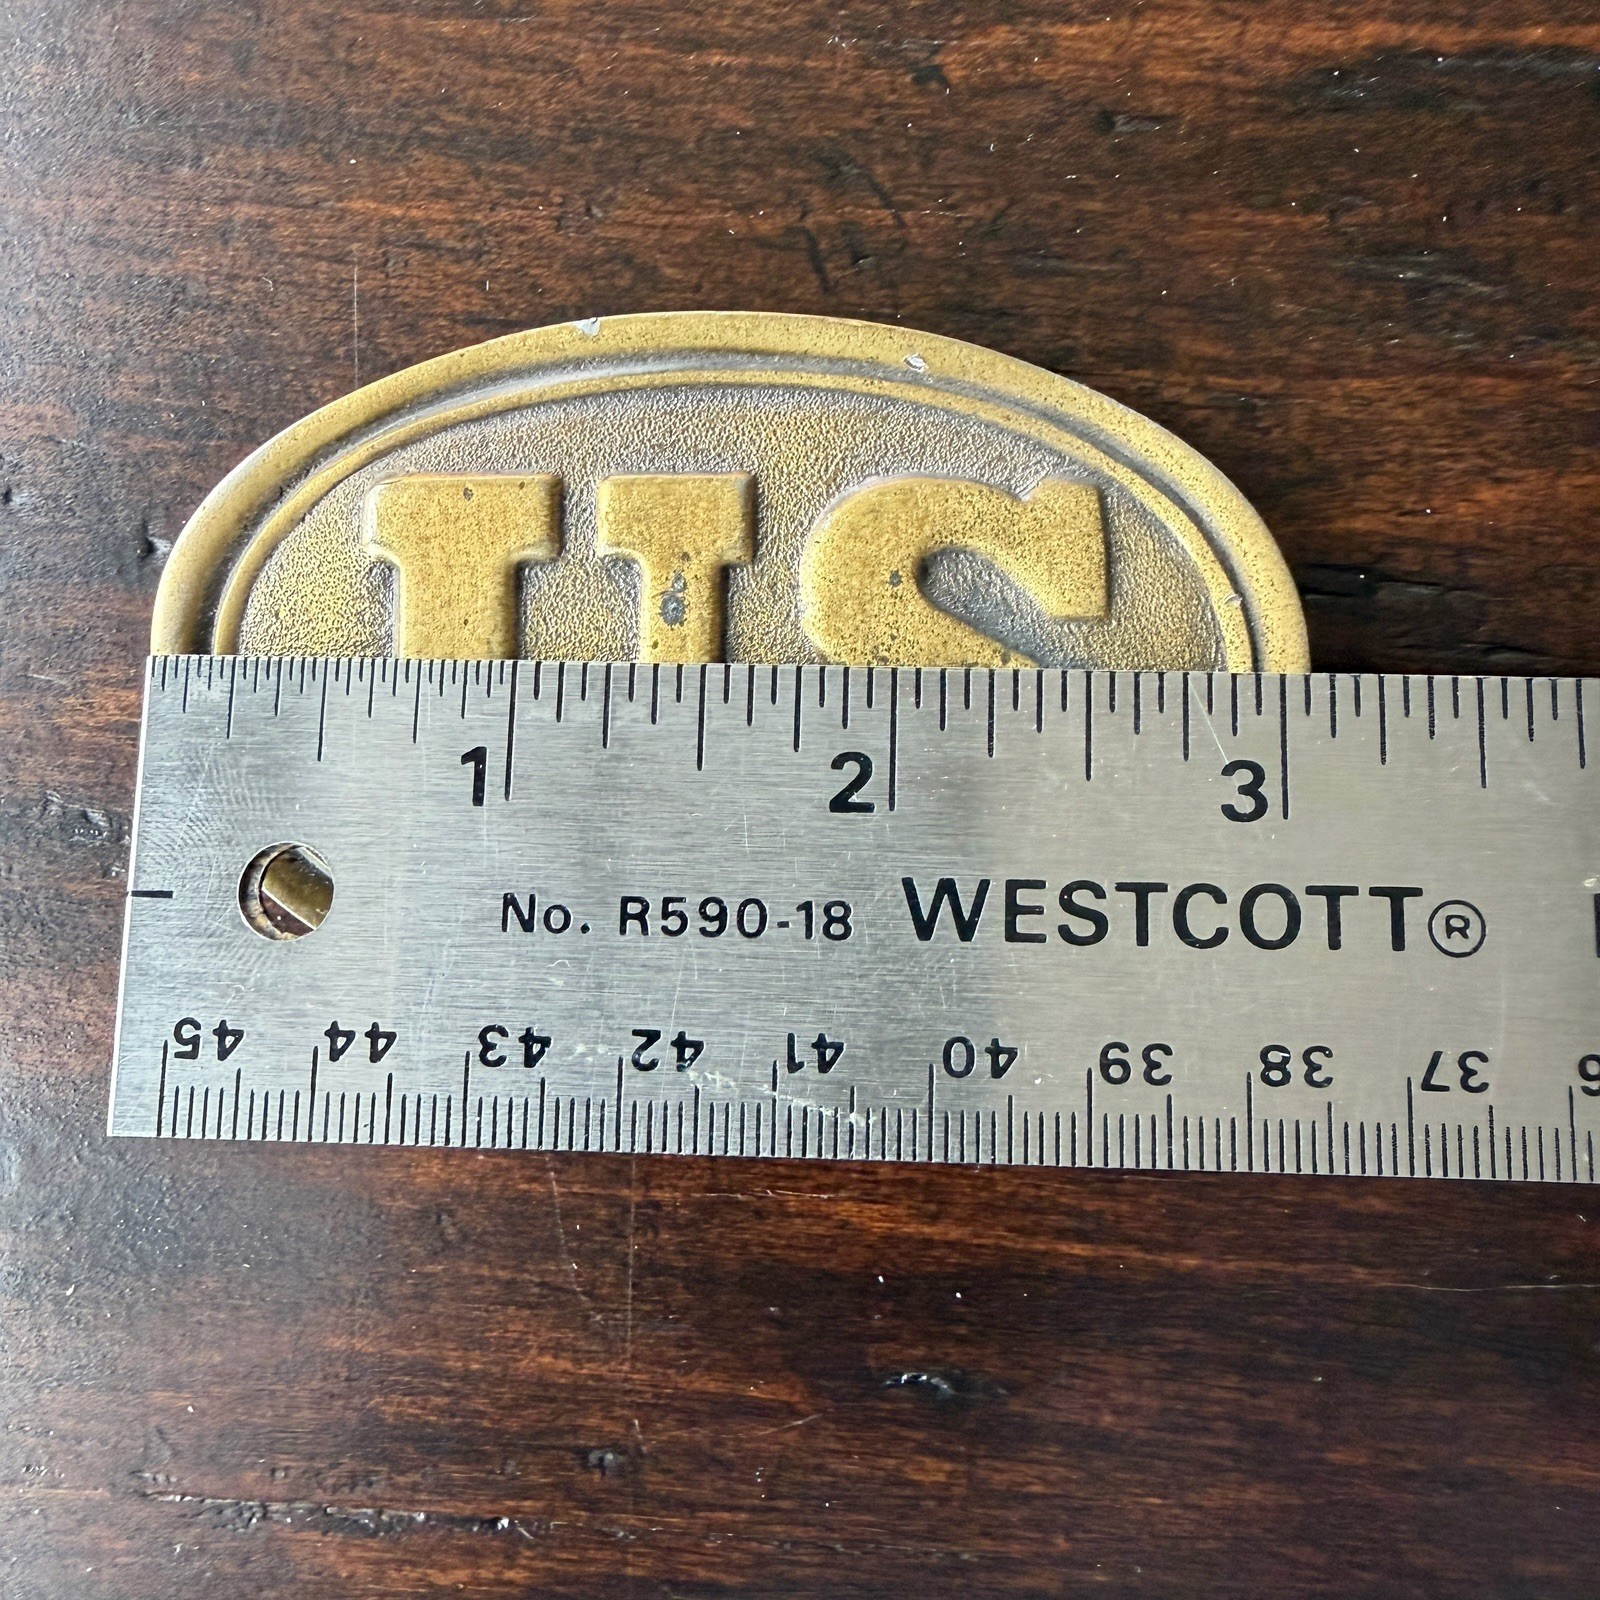 US
1 2 3
No. R590-18 WESTCOTT®
45 44 43 42 41 40 39 38 37